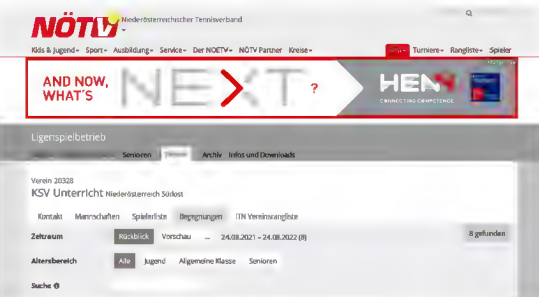 NÖTV Niederösterreichischer Tennisverband
Kids & Jugend Sport Ausbildung Service Der NOETV NÖTV Partner Kreise Turniere Rangliste Spieler
AND NOW, WHAT'S NEXT ?
CONNECTING COMPETENCE
Ligenspielbetrieb
Senioren Archiv Infos und Downloads
Verein 20328
KSV Unterricht Niederösterreich Südost
Kontakt Mannschaften Spielerliste Begegnungen ITN Vereinsrangliste
Zeitraum Rückblick Vorschau ... 24.08.2021 – 24.08.2022 (8) 8 gefunden
Altersbereich Alle Jugend Allgemeine Klasse Senioren
Suche